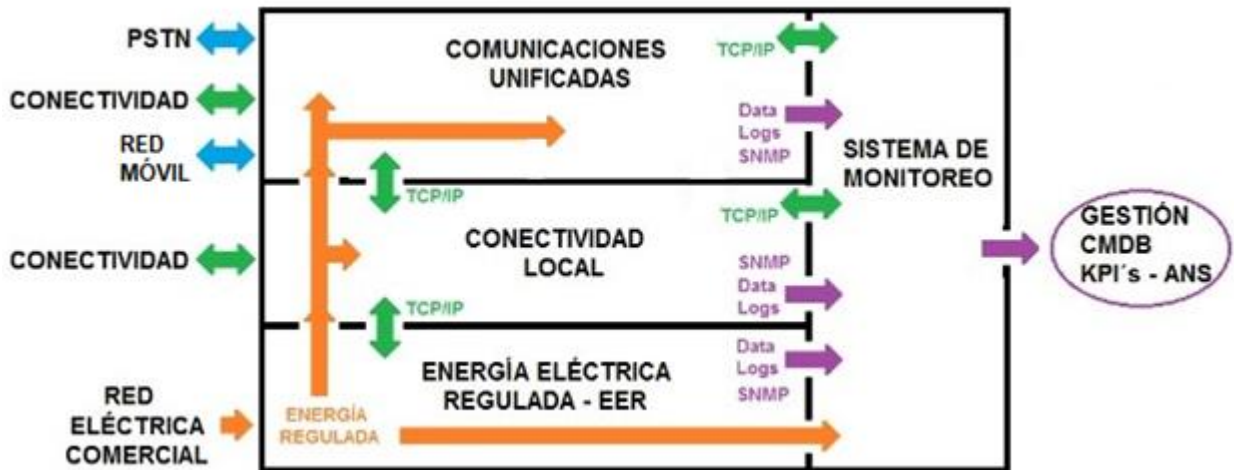 PSTN
CONECTIVIDAD
RED
MÓVIL
CONECTIVIDAD
RED
ELÉCTRICA
COMERCIAL
COMUNICACIONES
UNIFICADAS
TCP/IP
Data
Logs
SNMP
TCP/IP
CONECTIVIDAD
LOCAL
TCP/IP
SNMP
Data
Logs
TCP/IP
ENERGÍA ELÉCTRICA
REGULADA - EER
Data
Logs
SNMP
ENERGÍA
REGULADA
SISTEMA DE
MONITOREO
GESTIÓN
CMDB
KPI´s - ANS